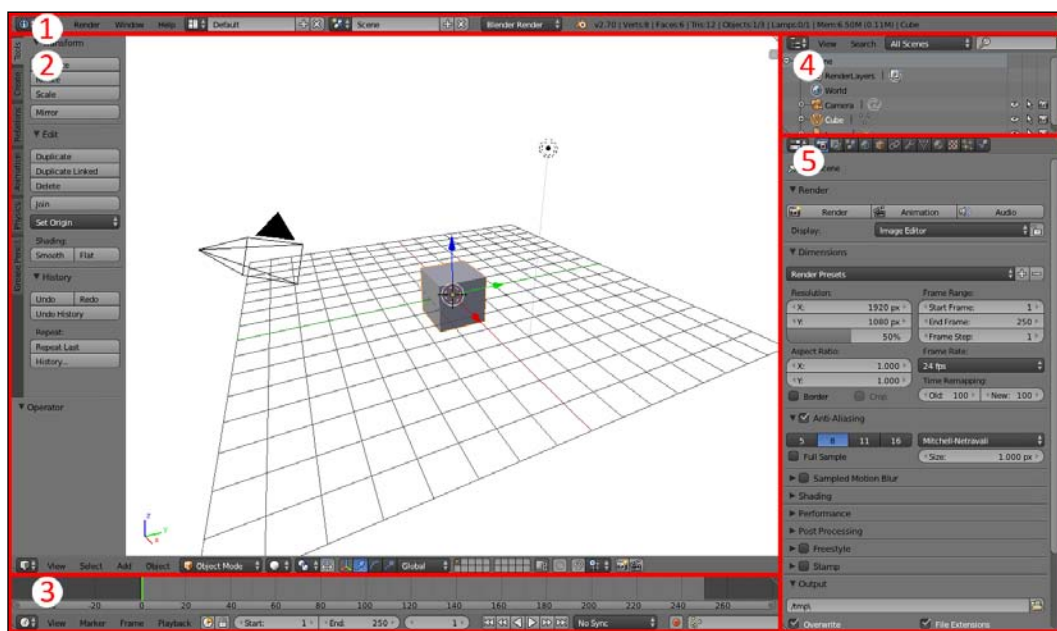 1
Render Window Help Default Scene Blender Render v2.70 | Verts:8 | Faces:6 | Tris:12 | Objects:1/3 | Lamps:0/1 | Mem:6.50M (0.11M) | Cube
2
Tools
Create
Relations
Animation
Physics
Grease Pencil
Scale
Mirror
Edit
Duplicate
Duplicate Linked
Delete
Join
Set Origin
Shading:
Smooth Flat
History
Undo Redo
Undo History
Repeat:
Repeat Last
History...
Operator
z
y
x
View Select Add Object Object Mode Global
3
-20 0 20 40 60 80 100 120 140 160 180 200 220 240 260
View Marker Frame Playback Start: 1 End: 250 1 No Sync
4
View Search All Scenes
RenderLayers
World
Camera
Cube
5
Scene
Render
Render Animation Audio
Display: Image Editor
Dimensions
Render Presets
Resolution: Frame Range:
X: 1920 px Start Frame: 1
Y: 1080 px End Frame: 250
50% Frame Step: 1
Aspect Ratio: Frame Rate:
X: 1.000 24 fps
Y: 1.000 Time Remapping:
Border Crop Old: 100 New: 100
Anti-Aliasing
5 8 11 16 Mitchell-Netravali
Full Sample Size: 1.000 px
Sampled Motion Blur
Shading
Performance
Post Processing
Freestyle
Stamp
Output
/tmp\
Overwrite File Extensions